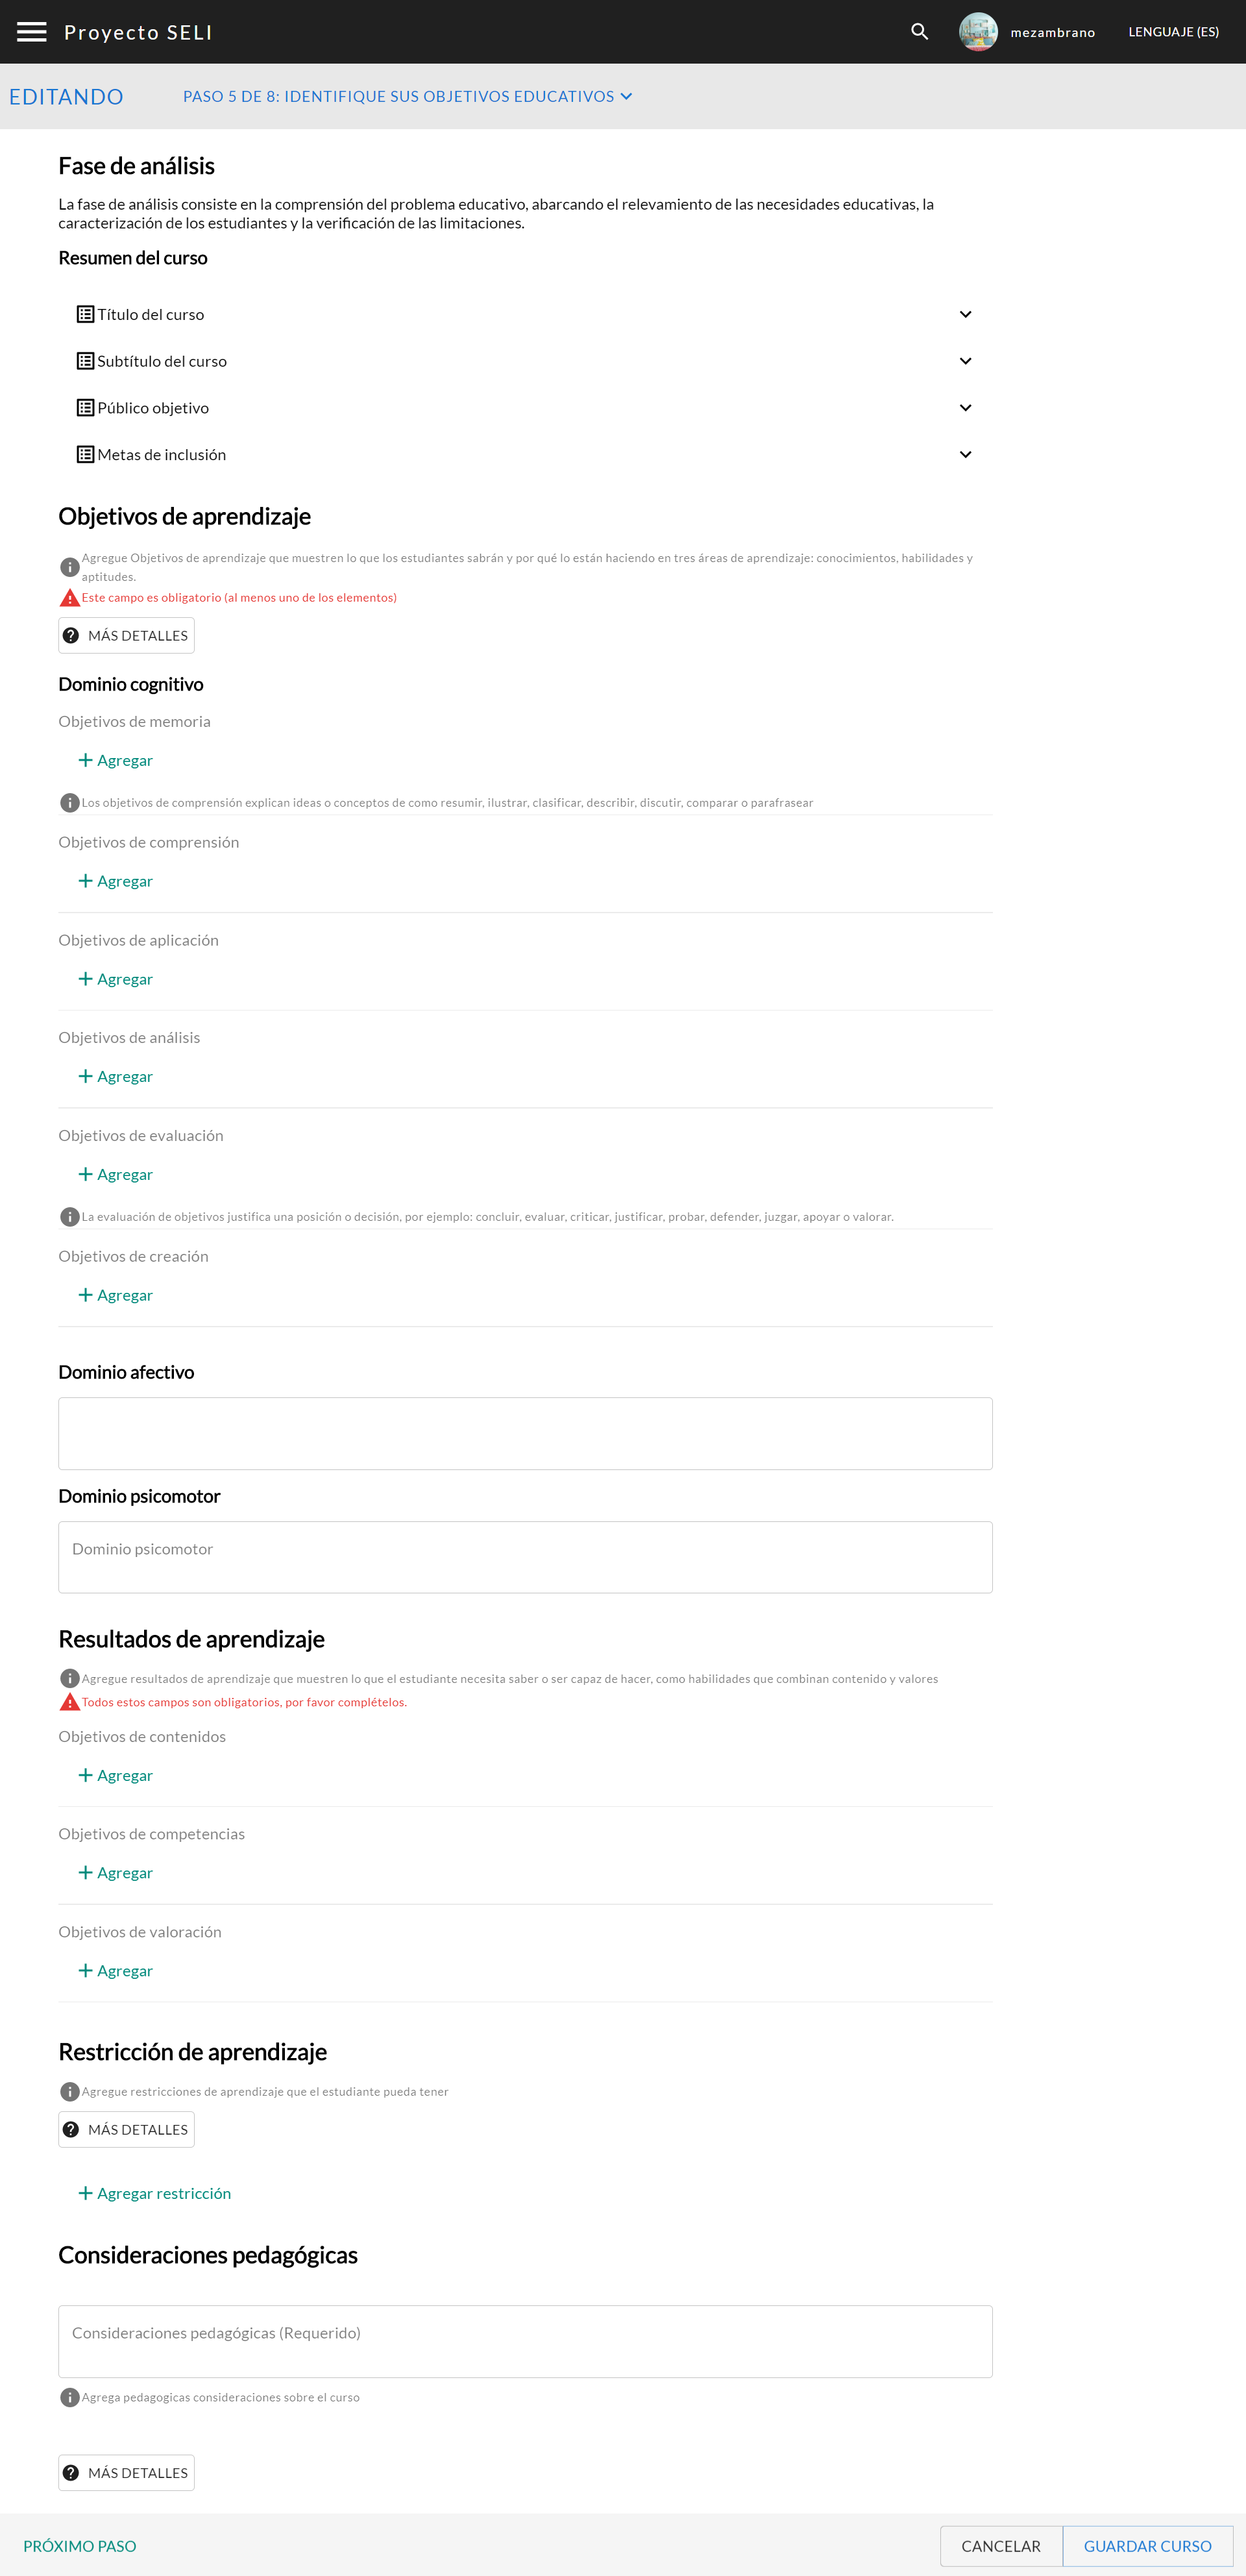 Proyecto SELI
mezambrano
LENGUAJE (ES)
EDITANDO
PASO 5 DE 8: IDENTIFIQUE SUS OBJETIVOS EDUCATIVOS
Fase de análisis
La fase de análisis consiste en la comprensión del problema educativo, abarcando el relevamiento de las necesidades educativas, la
caracterización de los estudiantes y la verificación de las limitaciones.
Resumen del curso
Título del curso
Subtítulo del curso
Público objetivo
Metas de inclusión
Objetivos de aprendizaje
Agregue Objetivos de aprendizaje que muestren lo que los estudiantes sabrán y por qué lo están haciendo en tres áreas de aprendizaje: conocimientos, habilidades y
aptitudes.
Este campo es obligatorio (al menos uno de los elementos)
MÁS DETALLES
Dominio cognitivo
Objetivos de memoria
Agregar
Los objetivos de comprensión explican ideas o conceptos de como resumir, ilustrar, clasificar, describir, discutir, comparar o parafrasear
Objetivos de comprensión
Agregar
Objetivos de aplicación
Agregar
Objetivos de análisis
Agregar
Objetivos de evaluación
Agregar
La evaluación de objetivos justifica una posición o decisión, por ejemplo: concluir, evaluar, criticar, justificar, probar, defender, juzgar, apoyar o valorar.
Objetivos de creación
Agregar
Dominio afectivo
Dominio psicomotor
Dominio psicomotor
Resultados de aprendizaje
Agregue resultados de aprendizaje que muestren lo que el estudiante necesita saber o ser capaz de hacer, como habilidades que combinan contenido y valores
Todos estos campos son obligatorios, por favor complételos.
Objetivos de contenidos
Agregar
Objetivos de competencias
Agregar
Objetivos de valoración
Agregar
Restricción de aprendizaje
Agregue restricciones de aprendizaje que el estudiante pueda tener
MÁS DETALLES
Agregar restricción
Consideraciones pedagógicas
Consideraciones pedagógicas (Requerido)
Agrega pedagogicas consideraciones sobre el curso
MÁS DETALLES
PRÓXIMO PASO
CANCELAR
GUARDAR CURSO